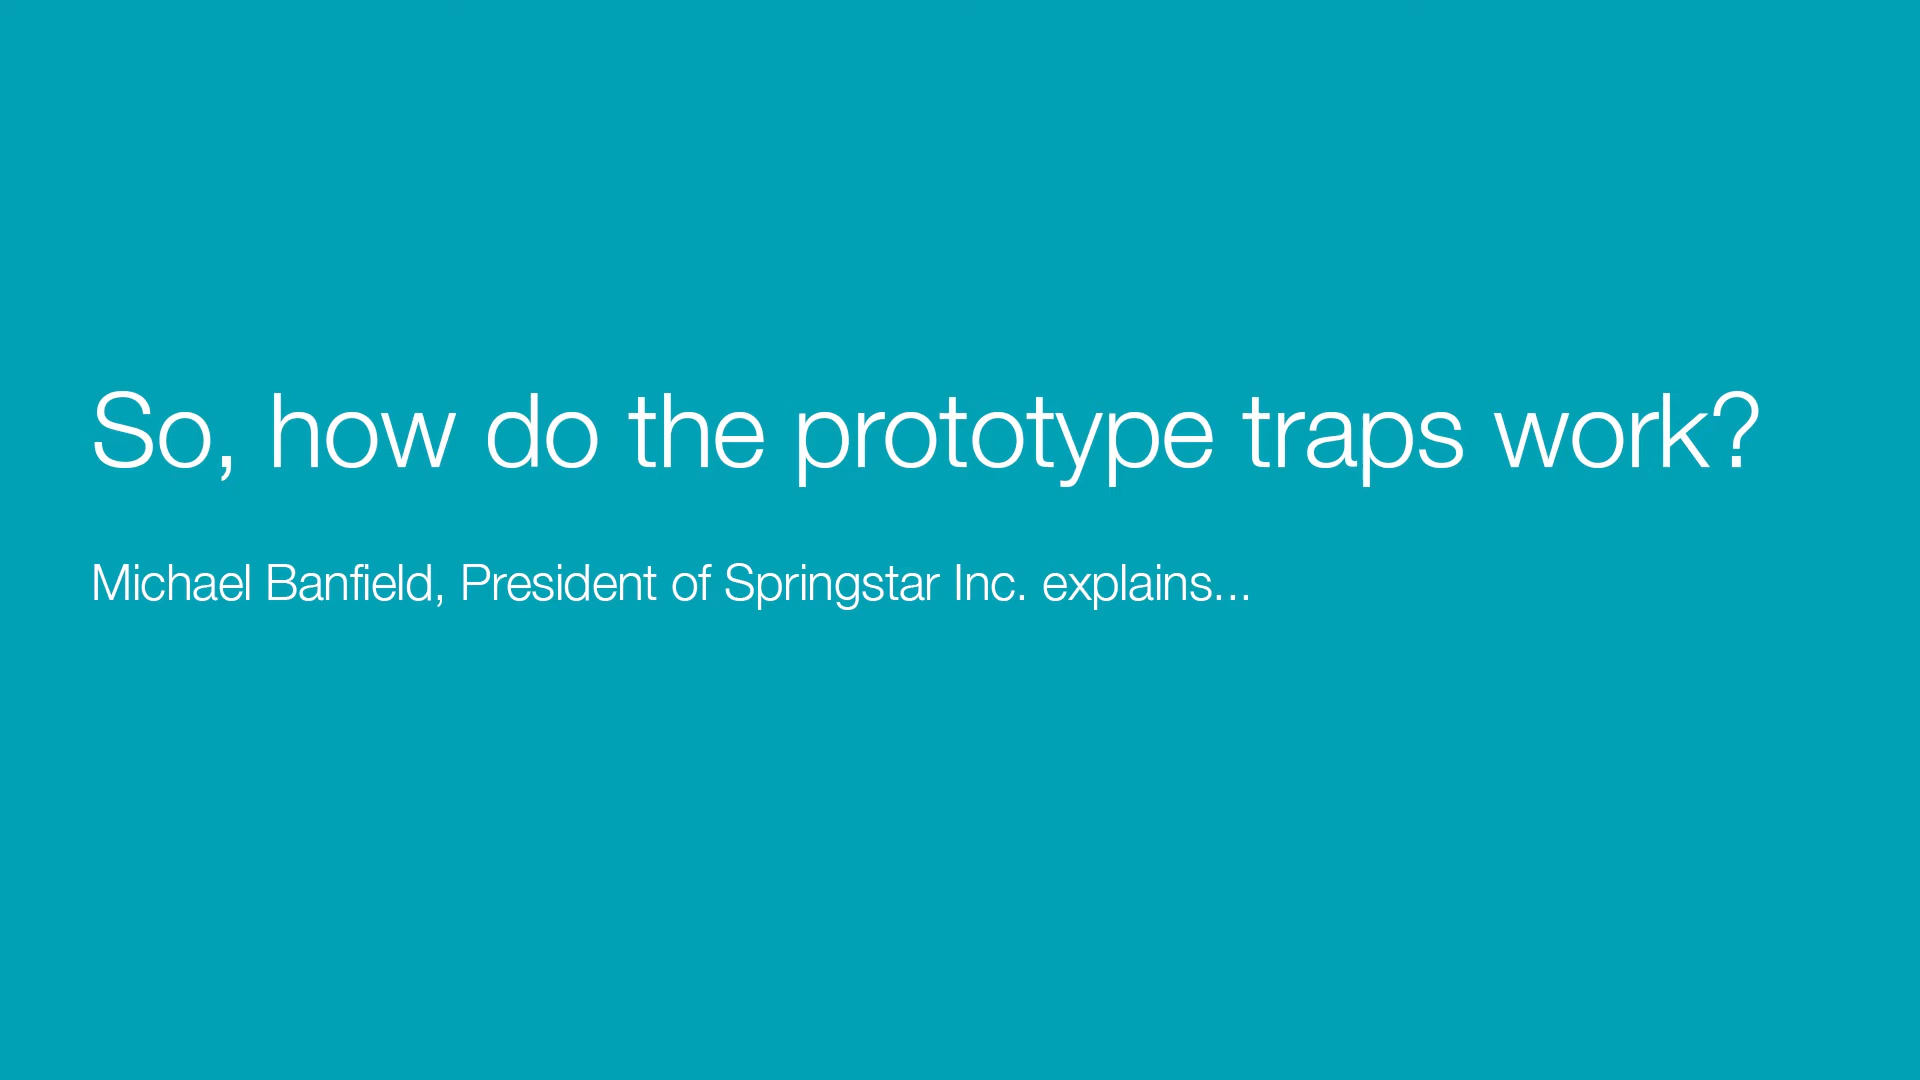 So, how do the prototype traps work?
Michael Banfield, President of Springstar Inc. explains...